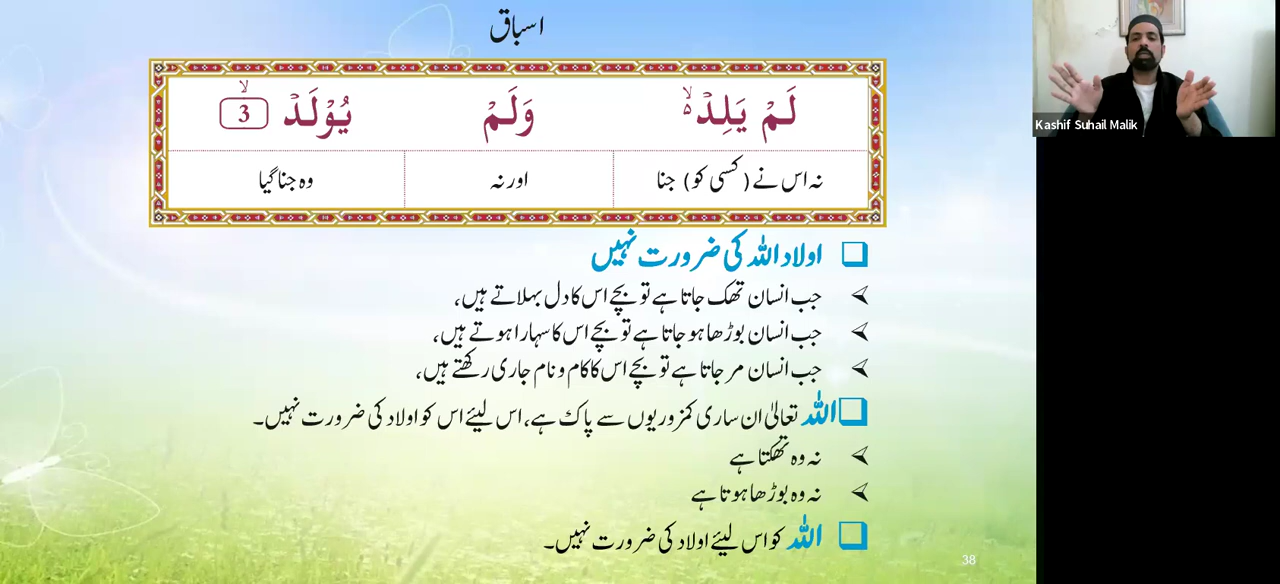 اسباق
لَمْ يَلِدْ ۙ وَلَمْ يُوْلَدْ ۙ 3
نہ اس نے (کسی کو) جنا اور نہ وہ جنا گیا
اولاد اللہ کی ضرورت نہیں
جب انسان تھک جاتا ہے تو بچے اس کا دل بہلاتے ہیں،
جب انسان بوڑھا ہو جاتا ہے تو بچے اس کا سہارا ہوتے ہیں،
جب انسان مر جاتا ہے تو بچے اس کا کام و نام جاری رکھتے ہیں،
اللہ تعالیٰ ان ساری کمزوریوں سے پاک ہے، اس لیئے اس کو اولاد کی ضرورت نہیں۔
نہ وہ تھکتا ہے
نہ وہ بوڑھا ہوتا ہے
اللہ کو اس لیئے اولاد کی ضرورت نہیں۔
38
Kashif Suhail Malik